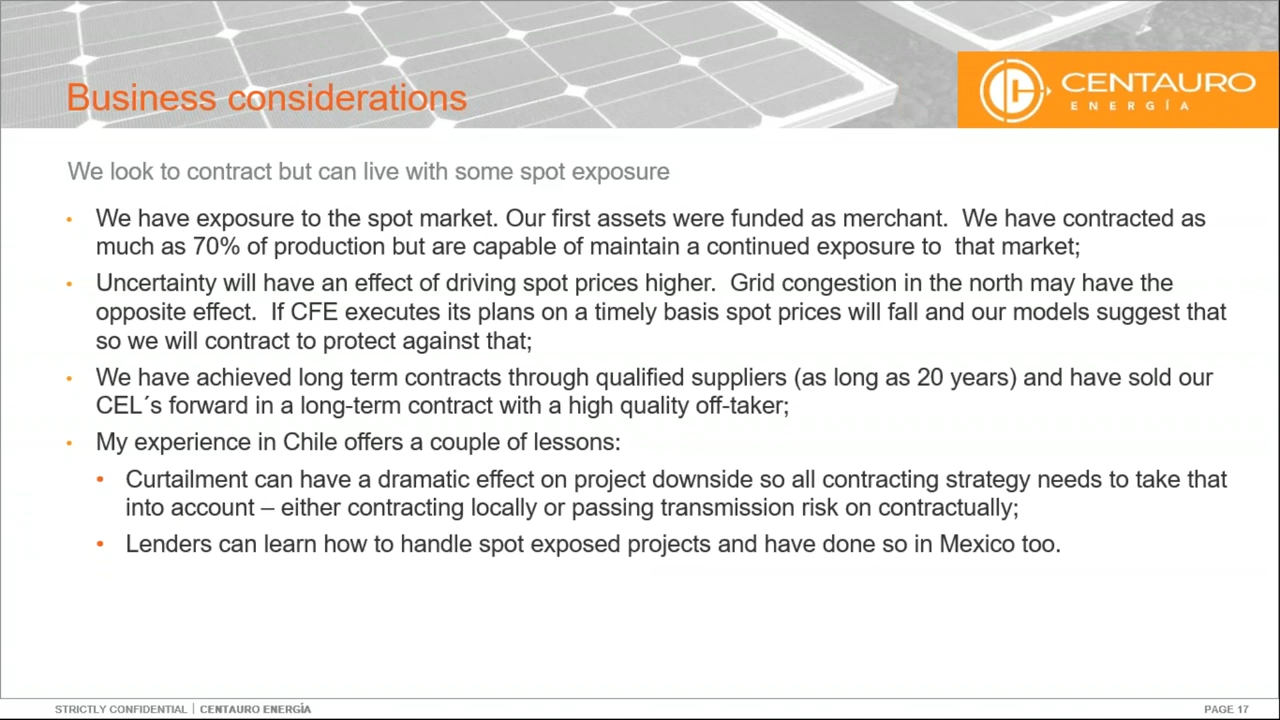 Business considerations
CENTAURO
ENERGÍA
We look to contract but can live with some spot exposure
• We have exposure to the spot market. Our first assets were funded as merchant.  We have contracted as
much as 70% of production but are capable of maintain a continued exposure to  that market;
• Uncertainty will have an effect of driving spot prices higher.  Grid congestion in the north may have the
opposite effect.  If CFE executes its plans on a timely basis spot prices will fall and our models suggest that
so we will contract to protect against that;
• We have achieved long term contracts through qualified suppliers (as long as 20 years) and have sold our
CEL´s forward in a long-term contract with a high quality off-taker;
• My experience in Chile offers a couple of lessons:
• Curtailment can have a dramatic effect on project downside so all contracting strategy needs to take that
into account – either contracting locally or passing transmission risk on contractually;
• Lenders can learn how to handle spot exposed projects and have done so in Mexico too.
STRICTLY CONFIDENTIAL | CENTAURO ENERGÍA
PAGE 17